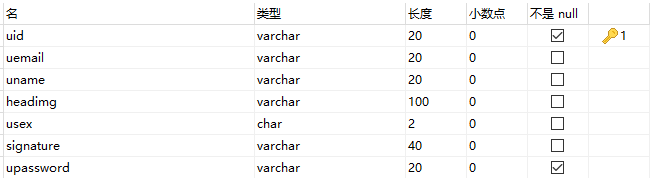 名 类型 长度 小数点 不是 null
uid varchar 20 0 1
uemail varchar 20 0
uname varchar 20 0
headimg varchar 100 0
usex char 2 0
signature varchar 40 0
upassword varchar 20 0